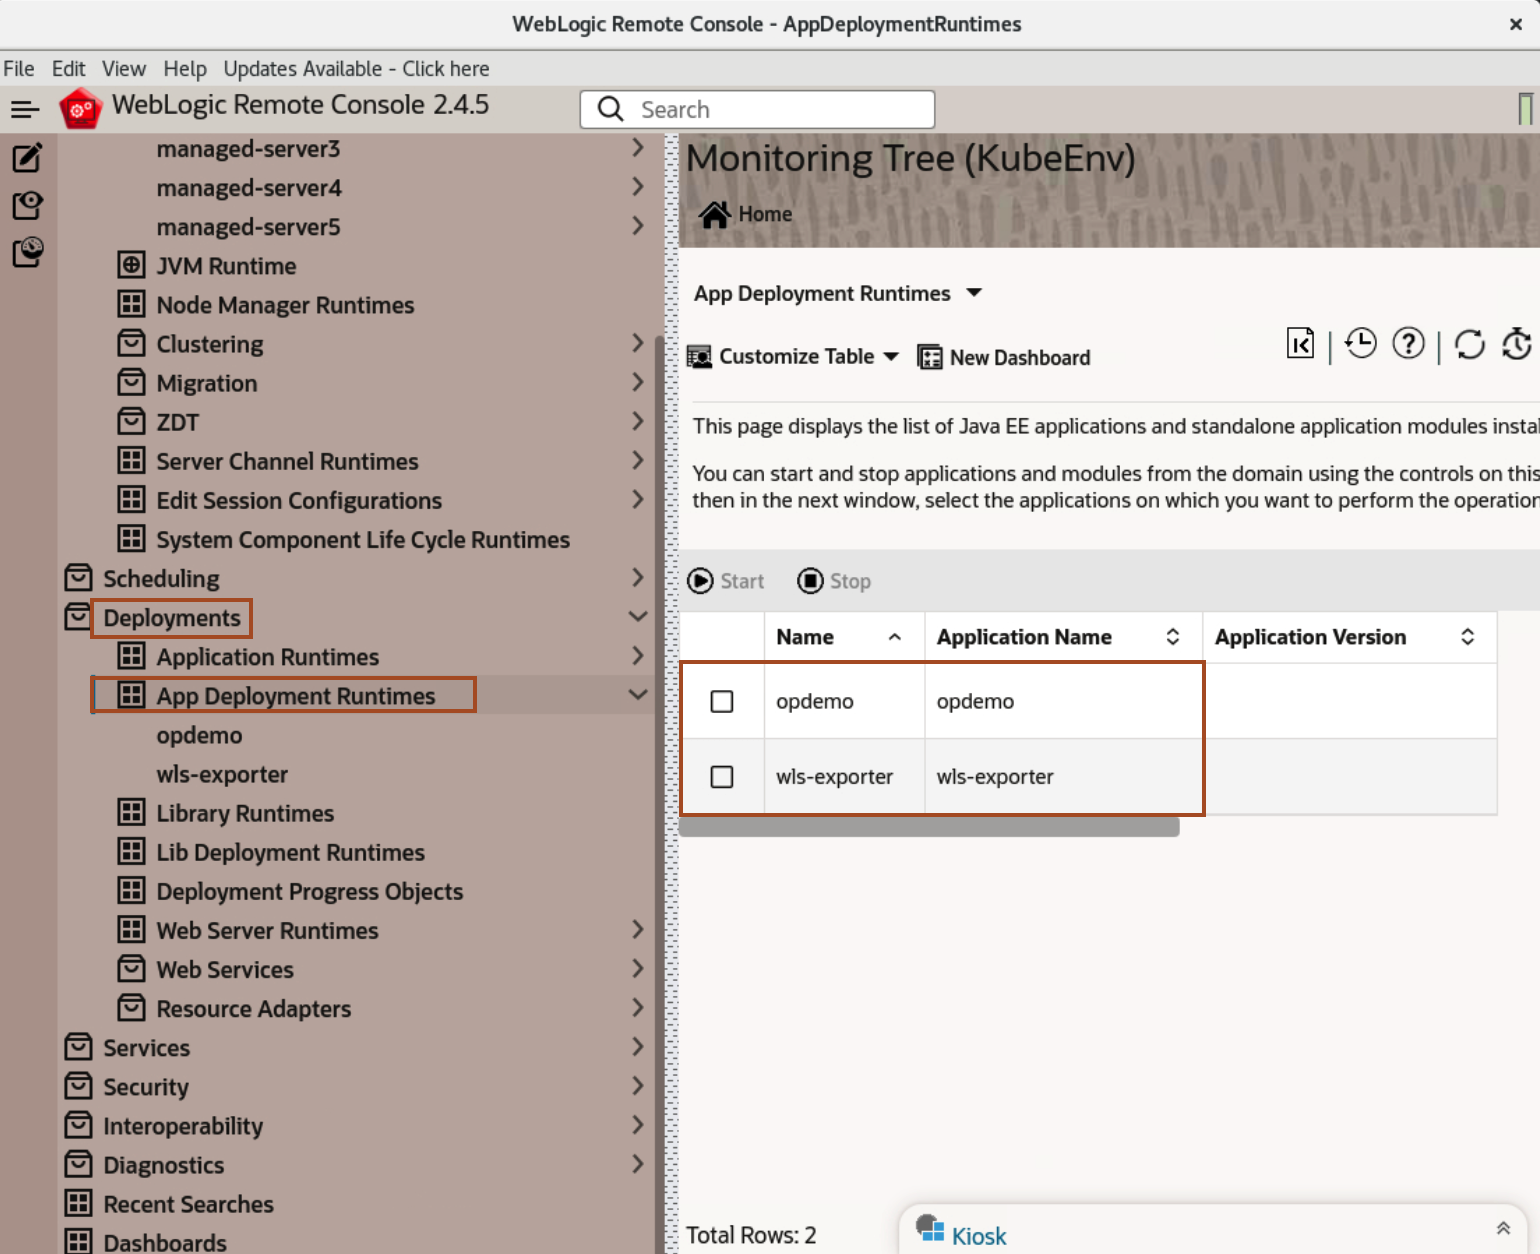 WebLogic Remote Console - AppDeploymentRuntimes
File Edit View Help Updates Available - Click here
WebLogic Remote Console 2.4.5
Search
managed-server3
managed-server4
managed-server5
JVM Runtime
Node Manager Runtimes
Clustering
Migration
ZDT
Server Channel Runtimes
Edit Session Configurations
System Component Life Cycle Runtimes
Scheduling
Deployments
Application Runtimes
App Deployment Runtimes
opdemo
wls-exporter
Library Runtimes
Lib Deployment Runtimes
Deployment Progress Objects
Web Server Runtimes
Web Services
Resource Adapters
Services
Security
Interoperability
Diagnostics
Recent Searches
Dashboards
Monitoring Tree (KubeEnv)
Home
App Deployment Runtimes
Customize Table New Dashboard
This page displays the list of Java EE applications and standalone application modules instal
You can start and stop applications and modules from the domain using the controls on this
then in the next window, select the applications on which you want to perform the operation
Start Stop
Name Application Name Application Version
opdemo opdemo
wls-exporter wls-exporter
Total Rows: 2
Kiosk